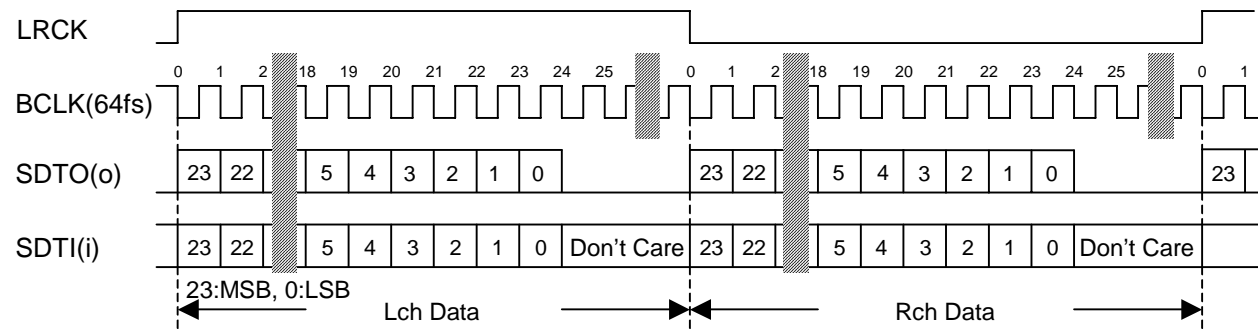 LRCK
0 1 2 18 19 20 21 22 23 24 25 0 1 2 18 19 20 21 22 23 24 25 0 1
BCLK(64fs)
SDTO(o) 23 22 5 4 3 2 1 0 23 22 5 4 3 2 1 0 23
SDTI(i) 23 22 5 4 3 2 1 0 Don't Care 23 22 5 4 3 2 1 0 Don't Care
23:MSB, 0:LSB
Lch Data Rch Data